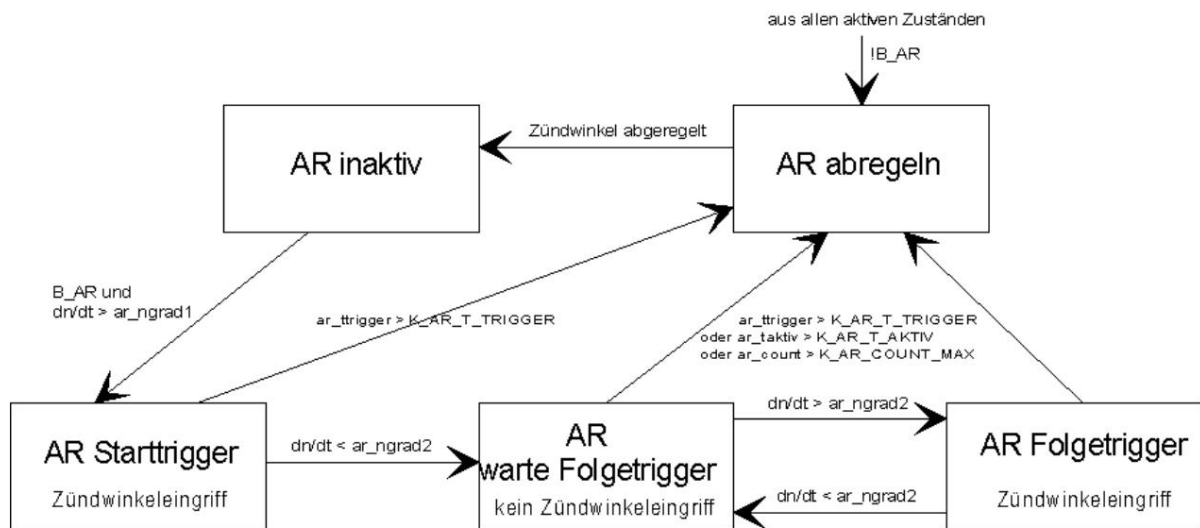 aus allen aktiven Zuständen
!B_AR
Zündwinkel abgeregelt
AR inaktiv
AR abregeln
B_AR und
dn/dt > ar_ngrad1
ar_ttrigger > K_AR_T_TRIGGER
ar_ttrigger > K_AR_T_TRIGGER
oder ar_taktiv > K_AR_T_AKTIV
oder ar_count > K_AR_COUNT_MAX
AR Starttrigger
Zündwinkeleingriff
dn/dt < ar_ngrad2
AR
warte Folgetrigger
kein Zündwinkeleingriff
dn/dt > ar_ngrad2
dn/dt < ar_ngrad2
AR Folgetrigger
Zündwinkeleingriff